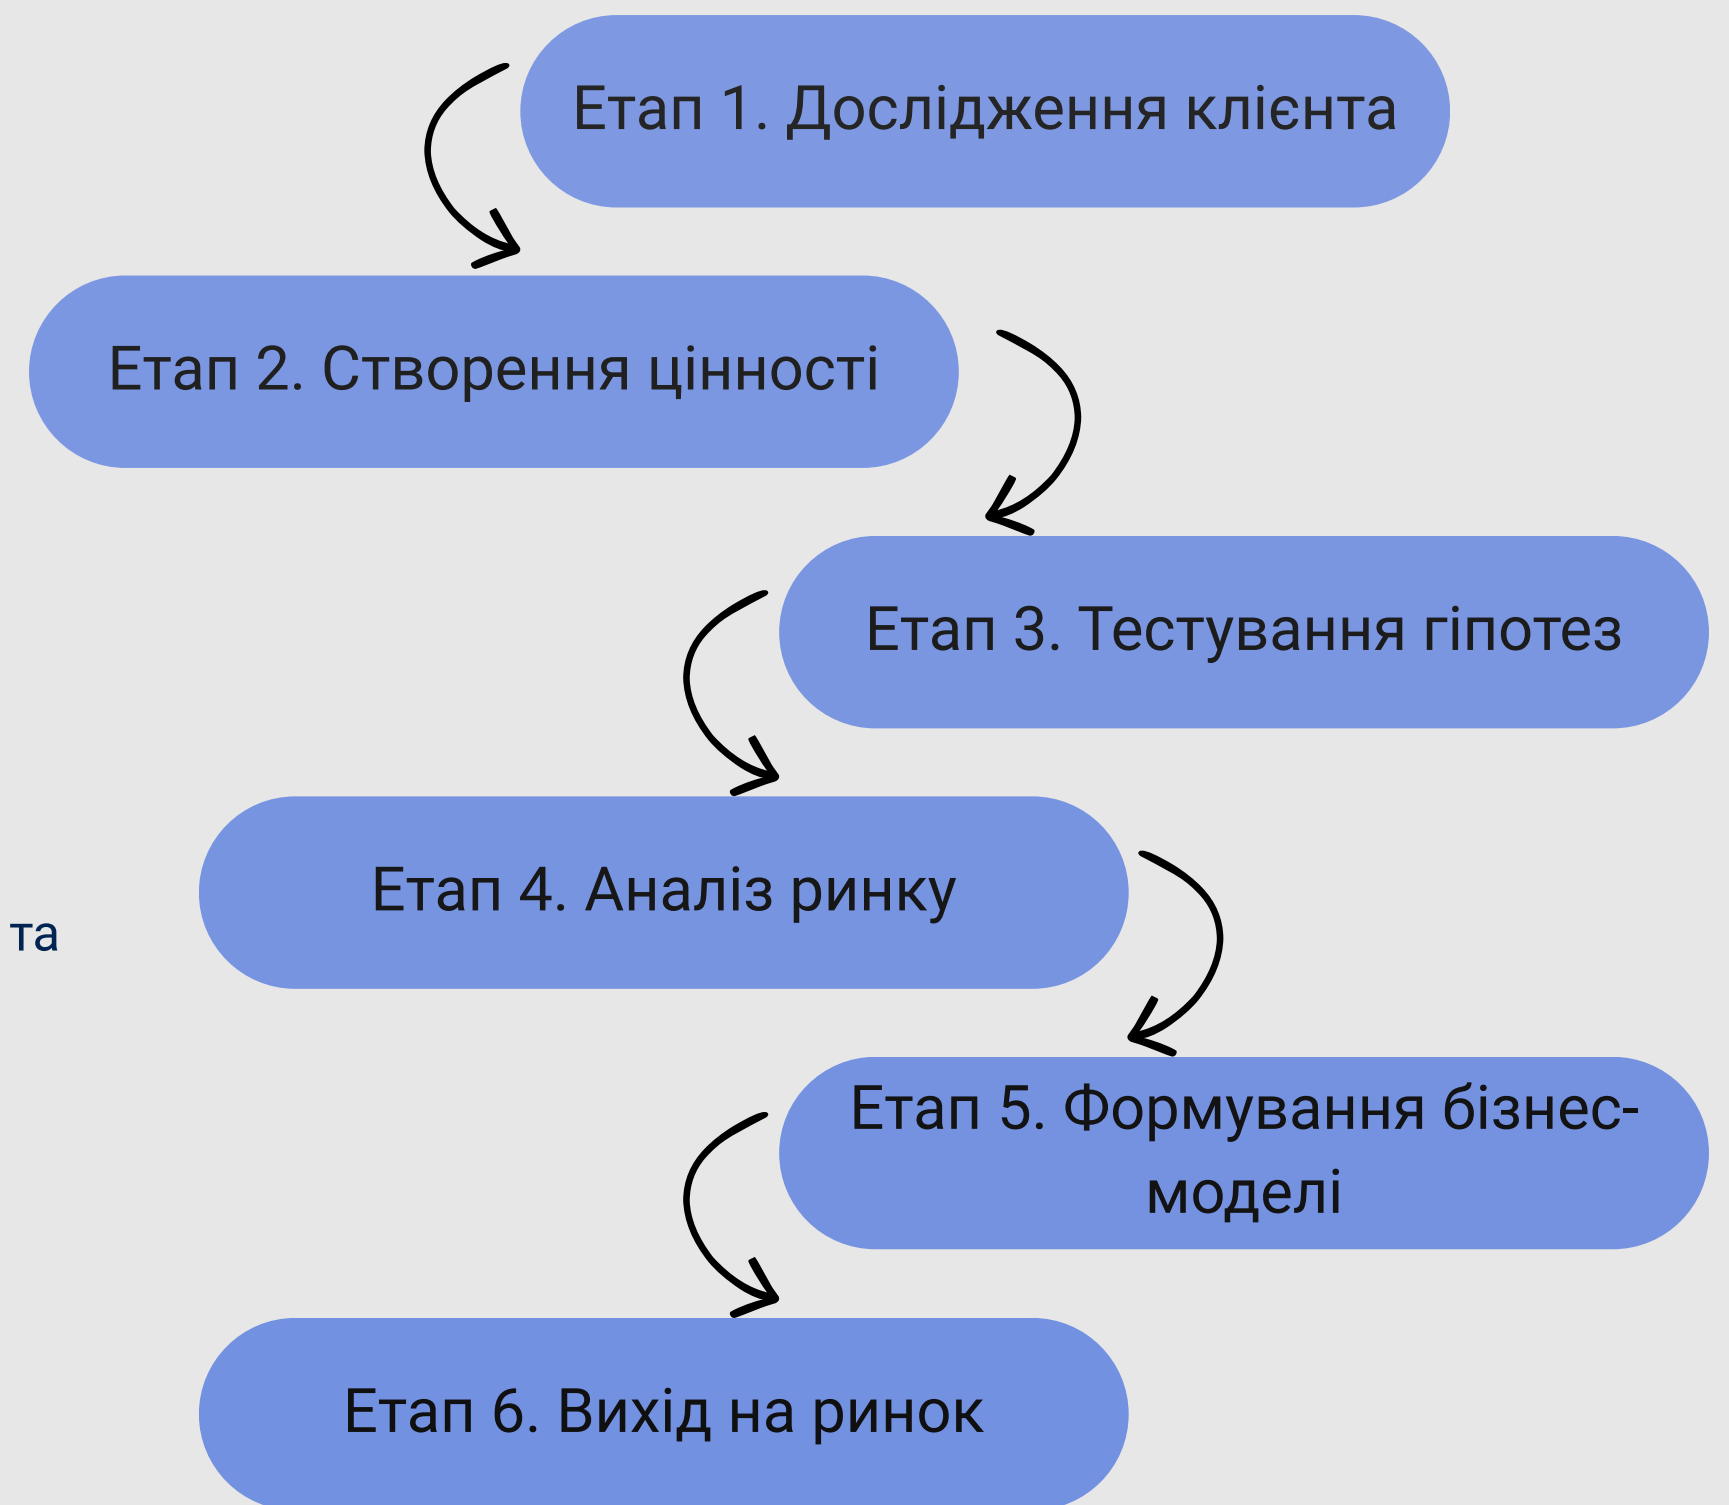 Етап 1. Дослідження клієнта
Етап 2. Створення цінності
Етап 3. Тестування гіпотез
Етап 4. Аналіз ринку
та
Етап 5. Формування бізнес-
моделі
Етап 6. Вихід на ринок